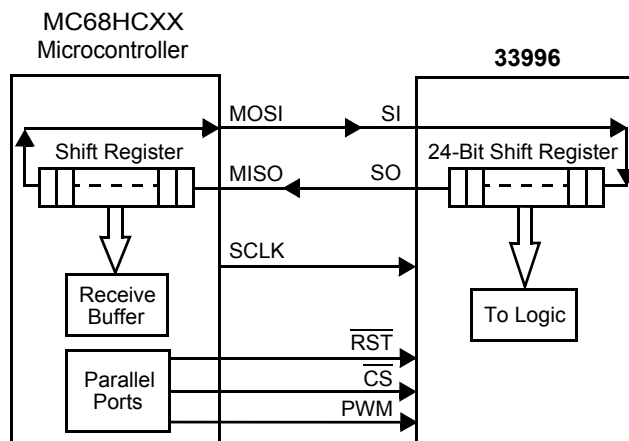 MC68HCXX
Microcontroller
33996
MOSI
SI
Shift Register
24-Bit Shift Register
MISO
SO
SCLK
Receive
Buffer
To Logic
RST
Parallel
Ports
CS
PWM